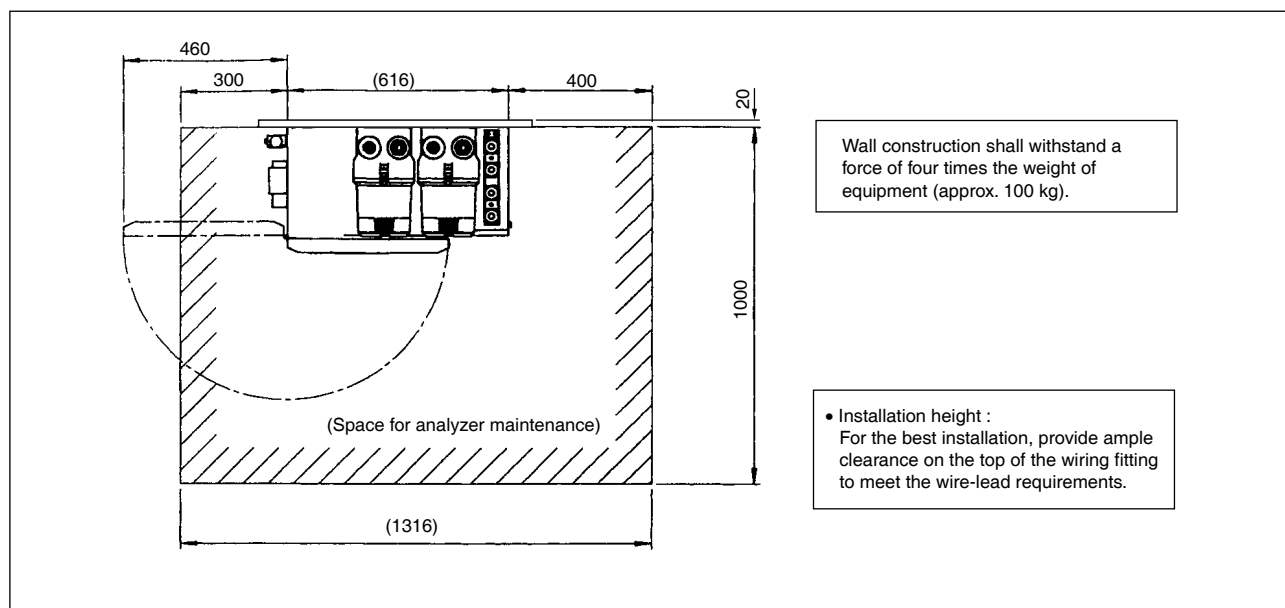 460
300
(616)
400
20
Wall construction shall withstand a
force of four times the weight of
equipment (approx. 100 kg).
1000
(Space for analyzer maintenance)
• Installation height :
For the best installation, provide ample
clearance on the top of the wiring fitting
to meet the wire-lead requirements.
(1316)